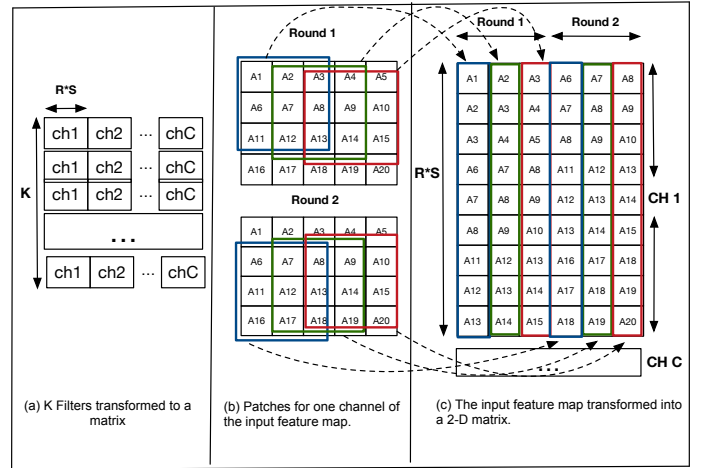 R*S
K
ch1 ch2 ... chC
ch1 ch2 ... chC
ch1 ch2 ... chC
...
ch1 ch2 ... chC
(a) K Filters transformed to a
matrix
Round 1
A1 A2 A3 A4 A5
A6 A7 A8 A9 A10
A11 A12 A13 A14 A15
A16 A17 A18 A19 A20
Round 2
A1 A2 A3 A4 A5
A6 A7 A8 A9 A10
A11 A12 A13 A14 A15
A16 A17 A18 A19 A20
(b) Patches for one channel of
the input feature map.
Round 1 Round 2
R*S
A1 A2 A3 A6 A7 A8
A2 A3 A4 A7 A8 A9
A3 A4 A5 A8 A9 A10
A6 A7 A8 A11 A12 A13
A7 A8 A9 A12 A13 A14
A8 A9 A10 A13 A14 A15
A11 A12 A13 A16 A17 A18
A12 A13 A14 A17 A18 A19
A13 A14 A15 A18 A19 A20
CH 1
...
CH C
(c) The input feature map transformed into
a 2-D matrix.